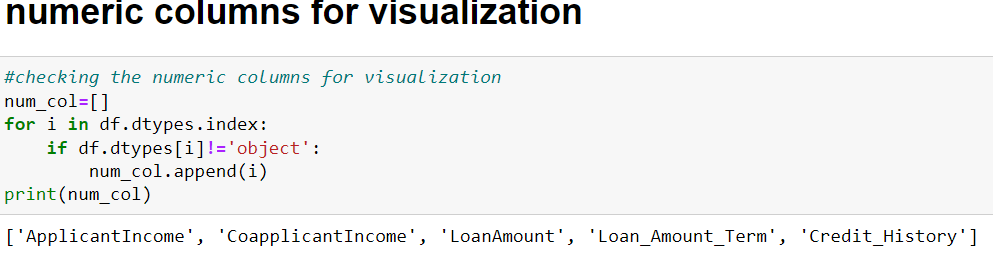 numeric columns for visualization
#checking the numeric columns for visualization
num_col=[]
for i in df.dtypes.index:
    if df.dtypes[i]!='object':
        num_col.append(i)
print(num_col)
['ApplicantIncome', 'CoapplicantIncome', 'LoanAmount', 'Loan_Amount_Term', 'Credit_History']